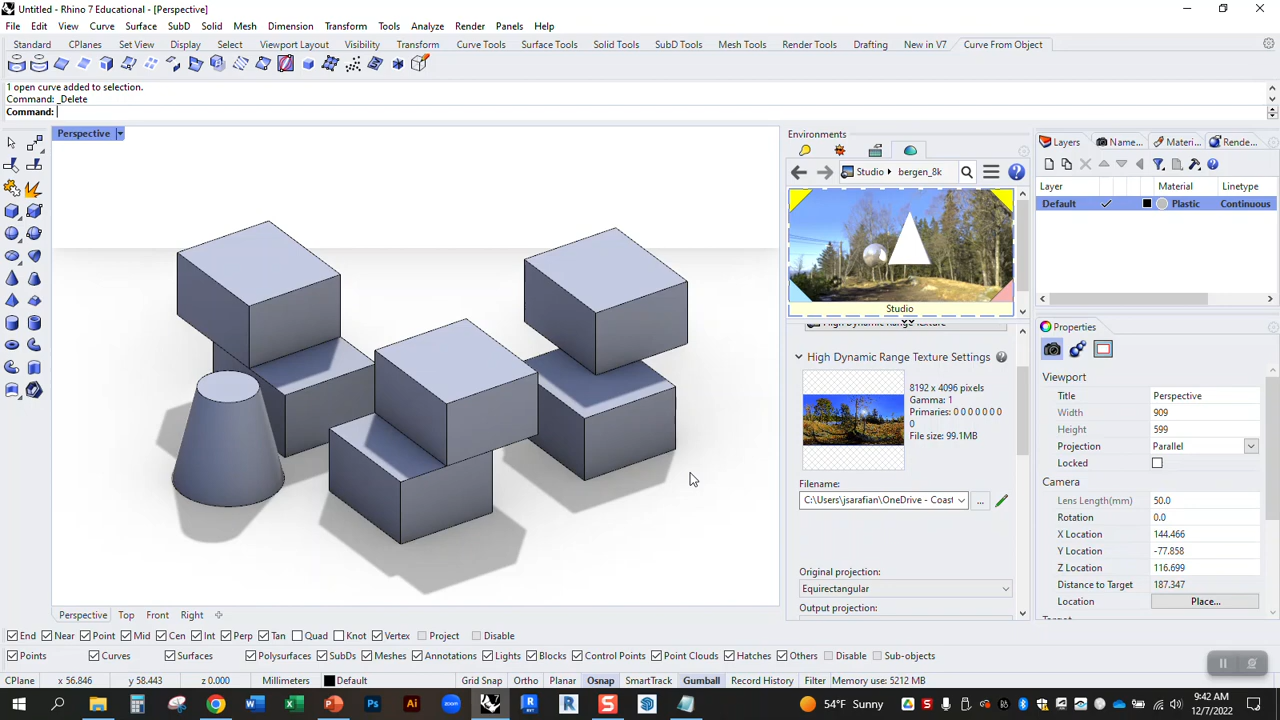 Untitled - Rhino 7 Educational - [Perspective]
File Edit View Curve Surface SubD Solid Mesh Dimension Transform Tools Analyze Render Panels Help
Standard CPlanes Set View Display Select Viewport Layout Visibility Transform Curve Tools Surface Tools Solid Tools SubD Tools Mesh Tools Render Tools Drafting New in V7 Curve From Object
1 open curve added to selection.
Command: _Delete
Command:
Perspective
Environments
Studio bergen_8k
Studio
High Dynamic Range Texture
High Dynamic Range Texture Settings
8192 x 4096 pixels
Gamma: 1
Primaries: 0 0 0 0 0 0 0
0
File size: 99.1MB
Filename:
C:\Users\jsarafian\OneDrive - Coast
...
Original projection:
Equirectangular
Output projection:
Layers Name... Materi... Rende...
Layer Material Linetype
Default Plastic Continuous
Properties
Viewport
Title Perspective
Width 909
Height 599
Projection Parallel
Locked
Camera
Lens Length(mm) 50.0
Rotation 0.0
X Location 144.466
Y Location -77.858
Z Location 116.699
Distance to Target 187.347
Location Place...
Perspective Top Front Right
End Near Point Mid Cen Int Perp Tan Quad Knot Vertex Project Disable
Points Curves Surfaces Polysurfaces SubDs Meshes Annotations Lights Blocks Control Points Point Clouds Hatches Others Disable Sub-objects
CPlane x 56.846 y 58.443 z 0.000 Millimeters Default Grid Snap Ortho Planar Osnap SmartTrack Gumball Record History Filter Memory use: 5212 MB
54°F Sunny
9:42 AM
12/7/2022